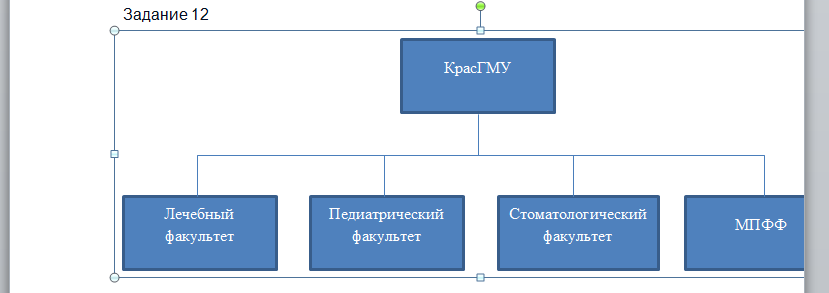 Задание 12
КрасГМУ
Лечебный
факультет
Педиатрический
факультет
Стоматологический
факультет
МПФФ